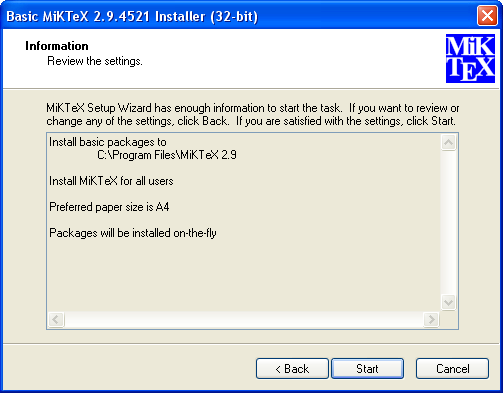 Basic MiKTeX 2.9.4521 Installer (32-bit)
Information
Review the settings.
MiK
TEX
MiKTeX Setup Wizard has enough information to start the task. If you want to review or
change any of the settings, click Back. If you are satisfied with the settings, click Start.
Install basic packages to
C:\Program Files\MiKTeX 2.9
Install MiKTeX for all users
Preferred paper size is A4
Packages will be installed on-the-fly
< Back
Start
Cancel